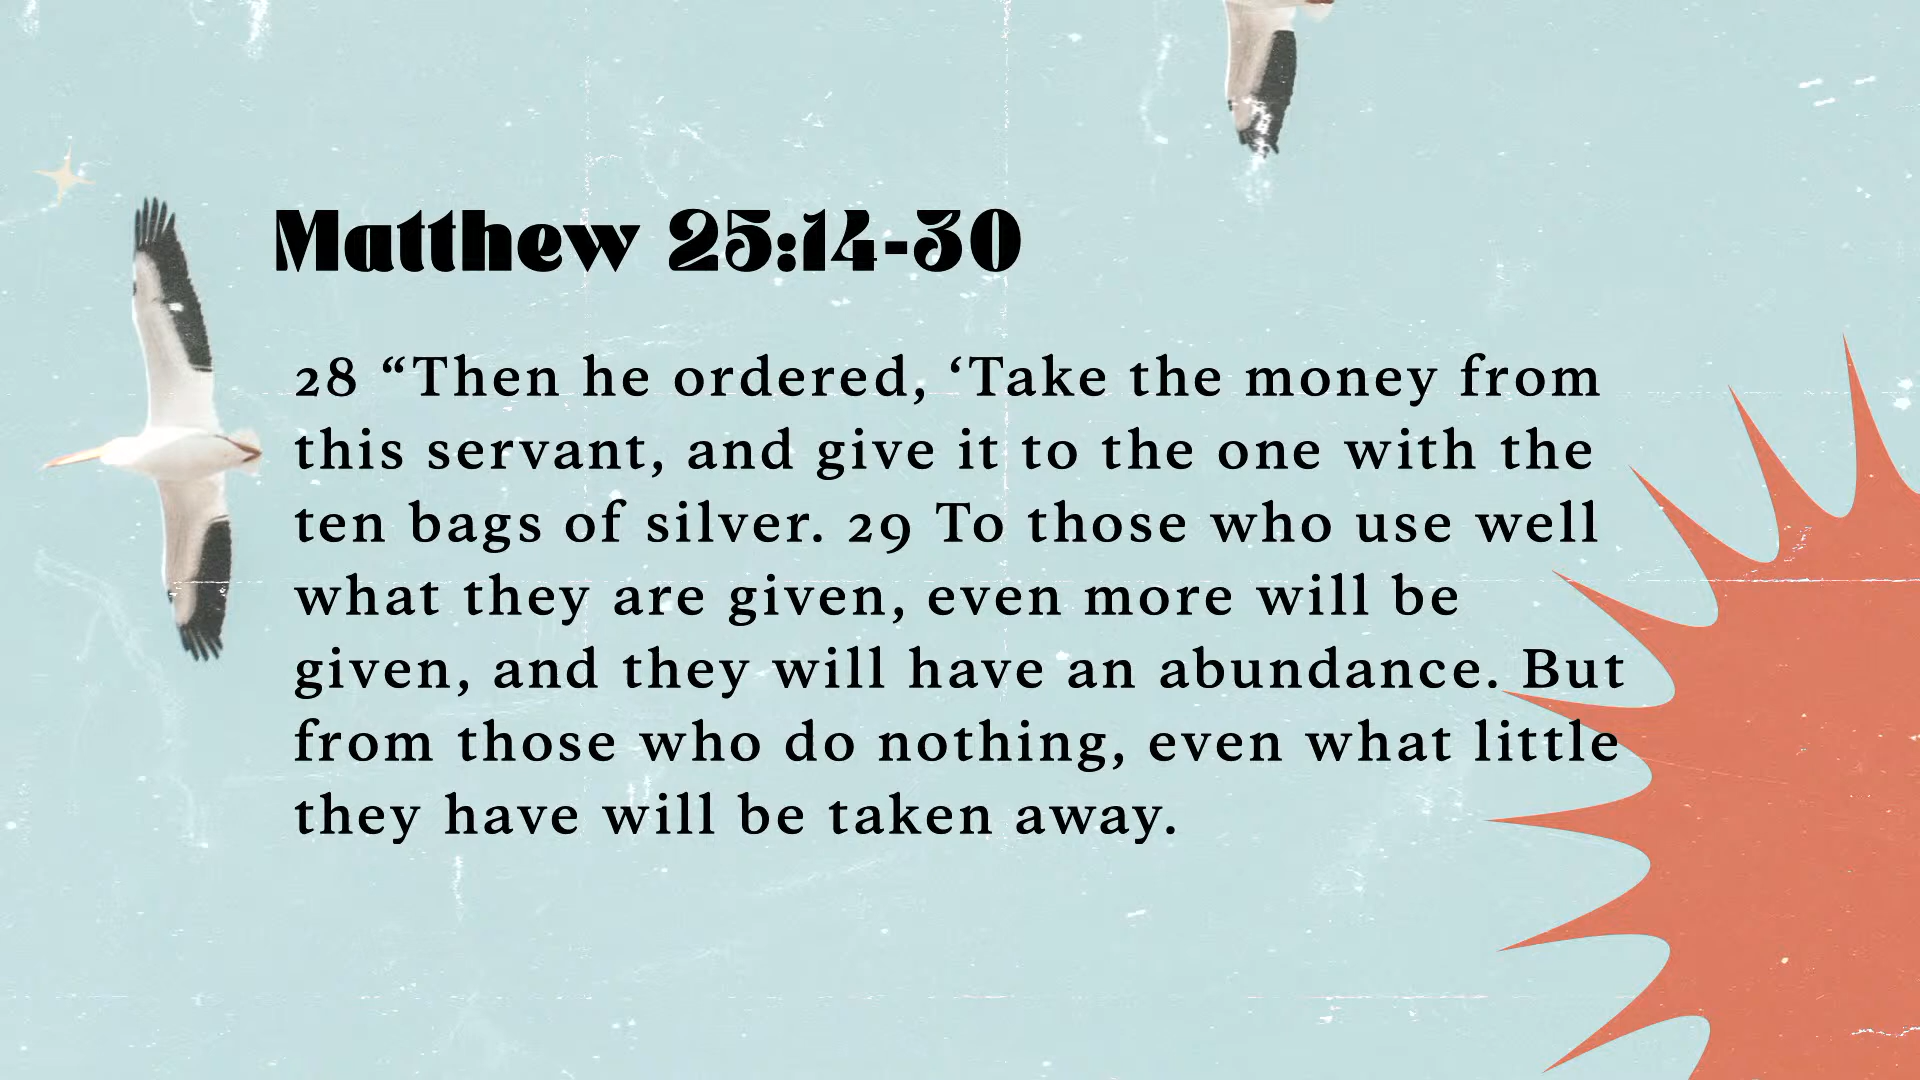 Matthew 25:14-30
28 “Then he ordered, ‘Take the money from
this servant, and give it to the one with the
ten bags of silver. 29 To those who use well
what they are given, even more will be
given, and they will have an abundance. But
from those who do nothing, even what little
they have will be taken away.